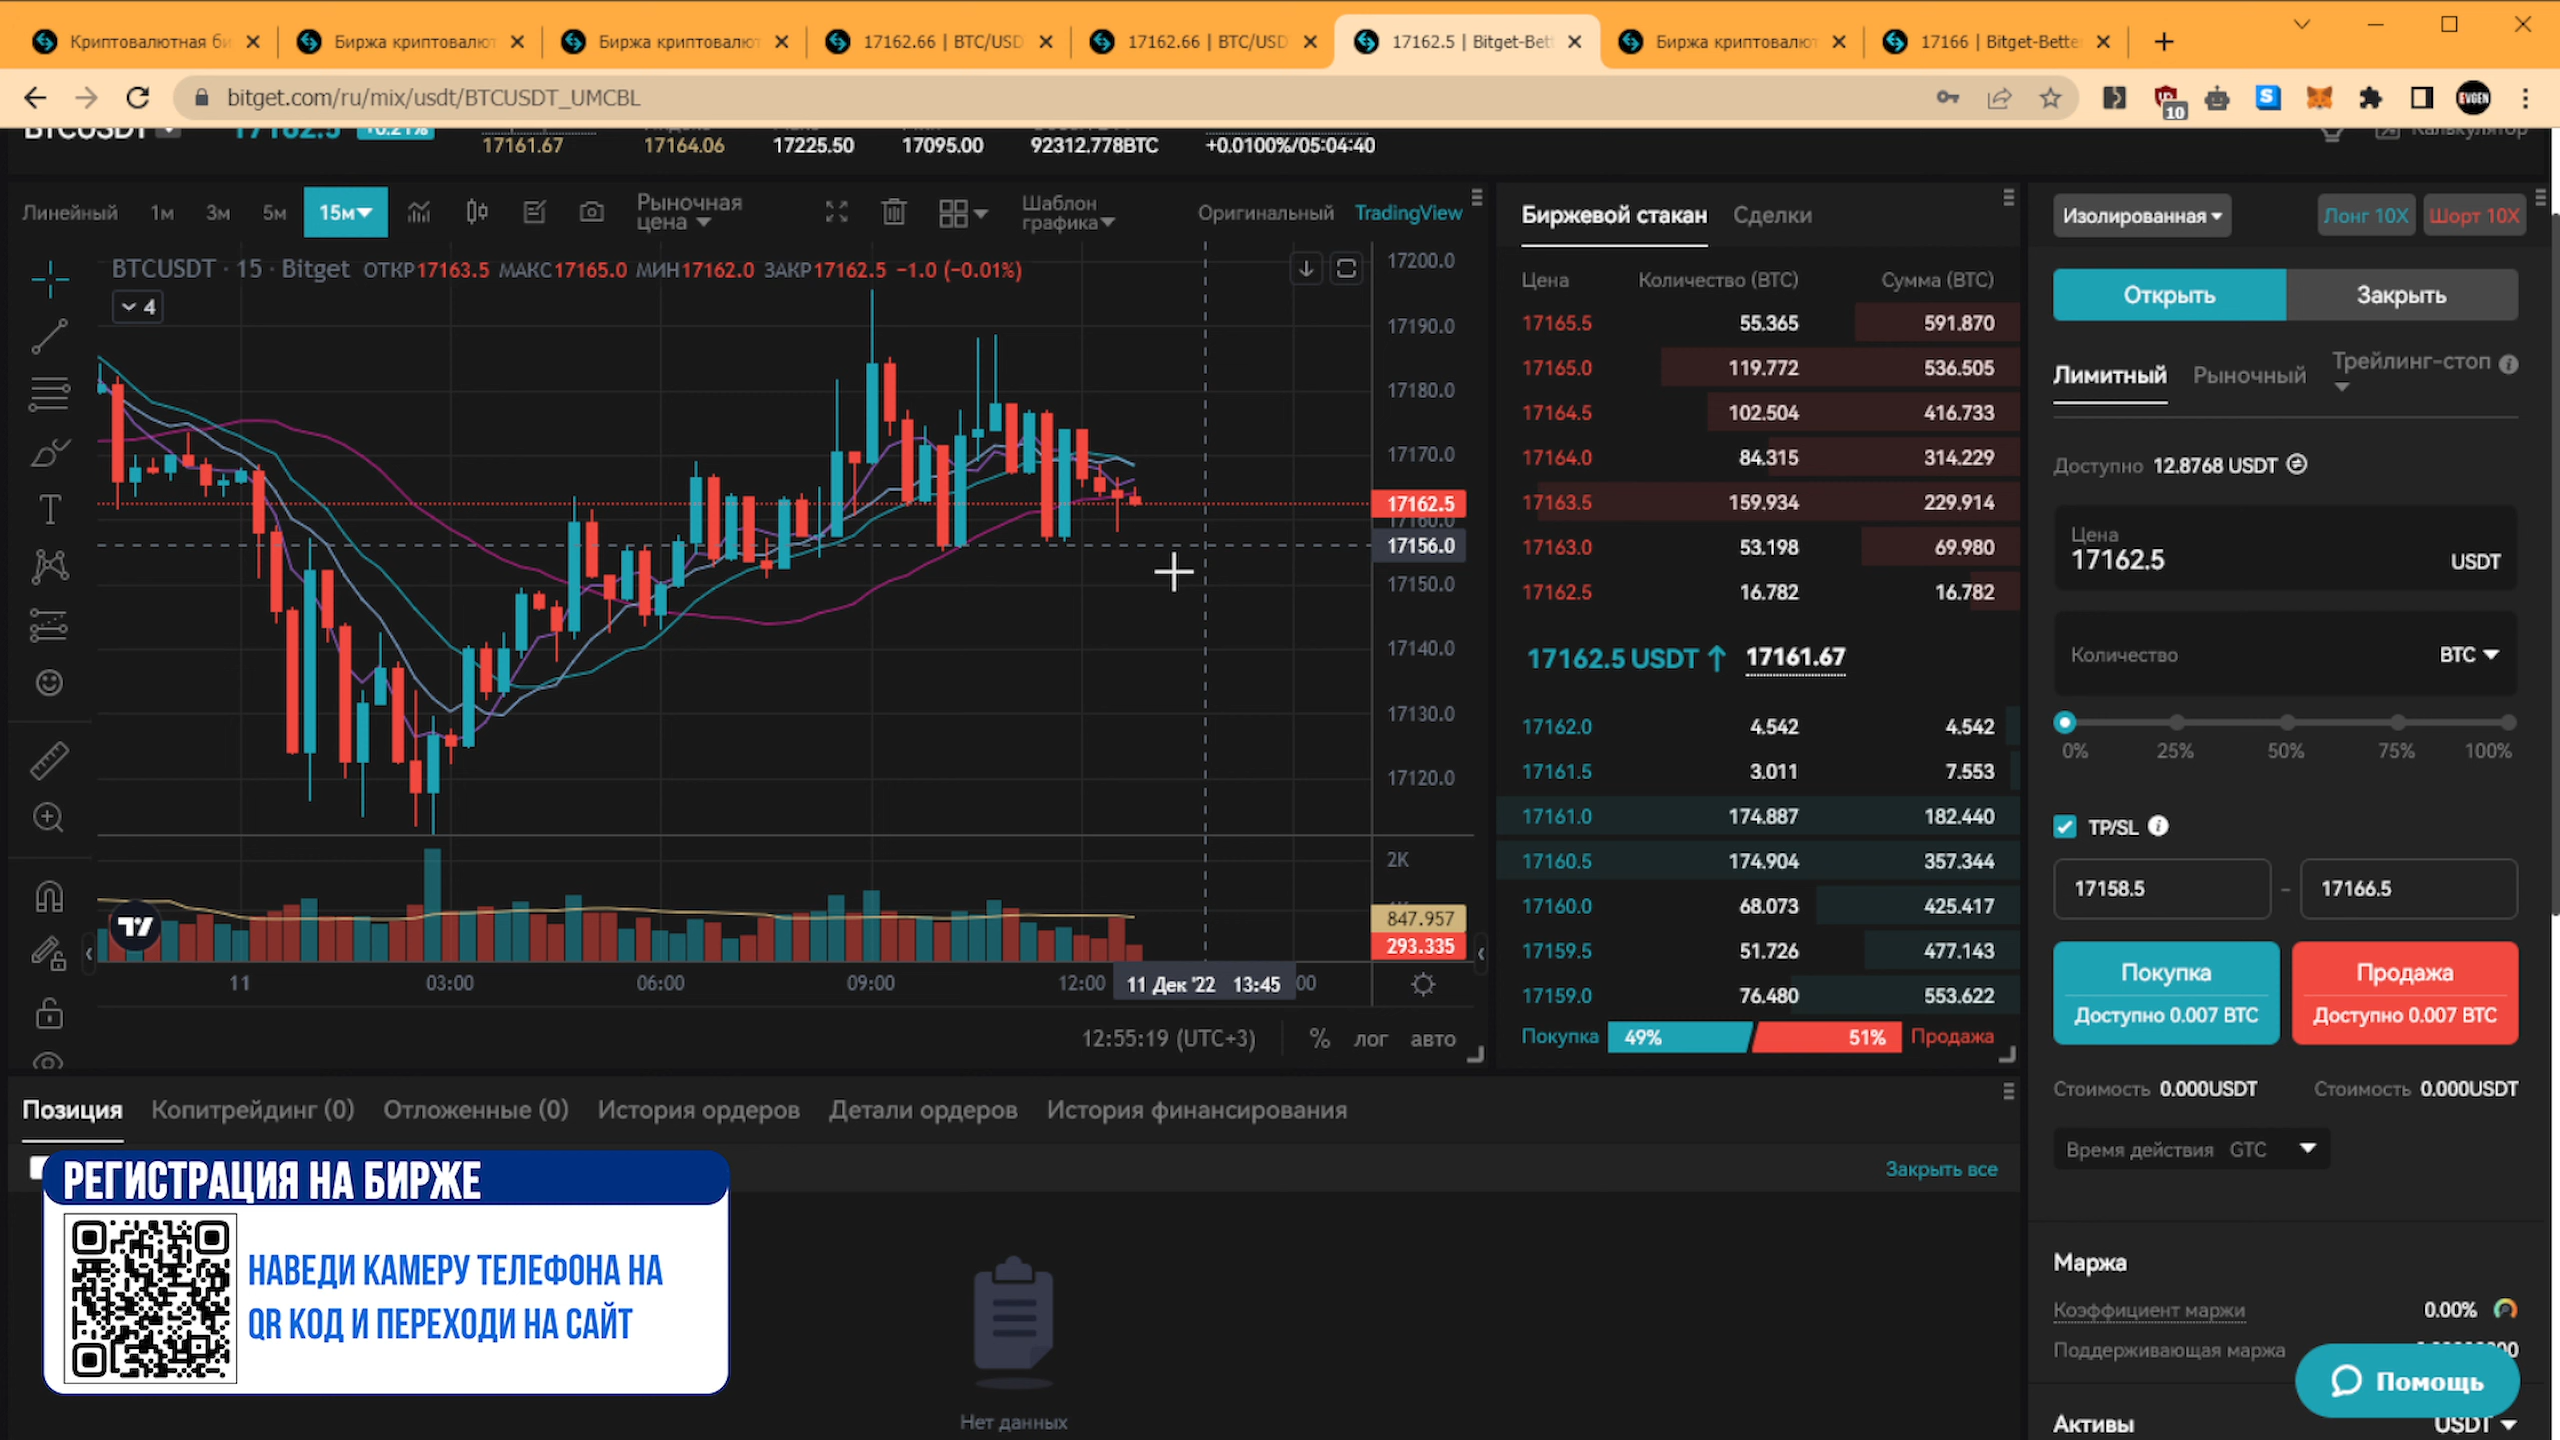 Криптовалютная би
Биржа криптовалют
Биржа криптовалют
17162.66 | BTC/USD
17162.66 | BTC/USD
17162.5 | Bitget-Bett
Биржа криптовалют
17166 | Bitget-Bette
bitget.com/ru/mix/usdt/BTCUSDT_UMCBL
10
EVGEN
BTCUSDT 17162.5 +0.21%
17161.67 17164.06 17225.50 17095.00 92312.778BTC +0.0100%/05:04:40
Калькулятор
Линейный 1м 3м 5м 15м
Рыночная
цена
Шаблон
графика
Оригинальный TradingView
BTCUSDT · 15 · Bitget ОТКР17163.5 МАКС17165.0 МИН17162.0 ЗАКР17162.5 −1.0 (−0.01%)
4
17200.0
17190.0
17180.0
17170.0
17162.5
17160.0
17156.0
17150.0
17140.0
17130.0
17120.0
2K
847.957
293.335
11 03:00 06:00 09:00 12:00 11 Дек '22 13:45 00
12:55:19 (UTC+3) % лог авто
Биржевой стакан Сделки
Цена Количество (BTC) Сумма (BTC)
17165.5 55.365 591.870
17165.0 119.772 536.505
17164.5 102.504 416.733
17164.0 84.315 314.229
17163.5 159.934 229.914
17163.0 53.198 69.980
17162.5 16.782 16.782
17162.5 USDT ↑ 17161.67
17162.0 4.542 4.542
17161.5 3.011 7.553
17161.0 174.887 182.440
17160.5 174.904 357.344
17160.0 68.073 425.417
17159.5 51.726 477.143
17159.0 76.480 553.622
Покупка 49% 51% Продажа
Изолированная Лонг 10X Шорт 10X
Открыть Закрыть
Лимитный Рыночный Трейлинг-стоп
Доступно 12.8768 USDT
Цена
17162.5 USDT
Количество BTC
0% 25% 50% 75% 100%
TP/SL
17158.5 - 17166.5
Покупка
Доступно 0.007 BTC
Продажа
Доступно 0.007 BTC
Стоимость 0.000USDT Стоимость 0.000USDT
Время действия GTC
Маржа
Коэффициент маржи 0.00%
Поддерживающая маржа
Помощь
Активы USDT
Позиция Копитрейдинг (0) Отложенные (0) История ордеров Детали ордеров История финансирования
Закрыть все
Нет данных
РЕГИСТРАЦИЯ НА БИРЖЕ
НАВЕДИ КАМЕРУ ТЕЛЕФОНА НА
QR КОД И ПЕРЕХОДИ НА САЙТ